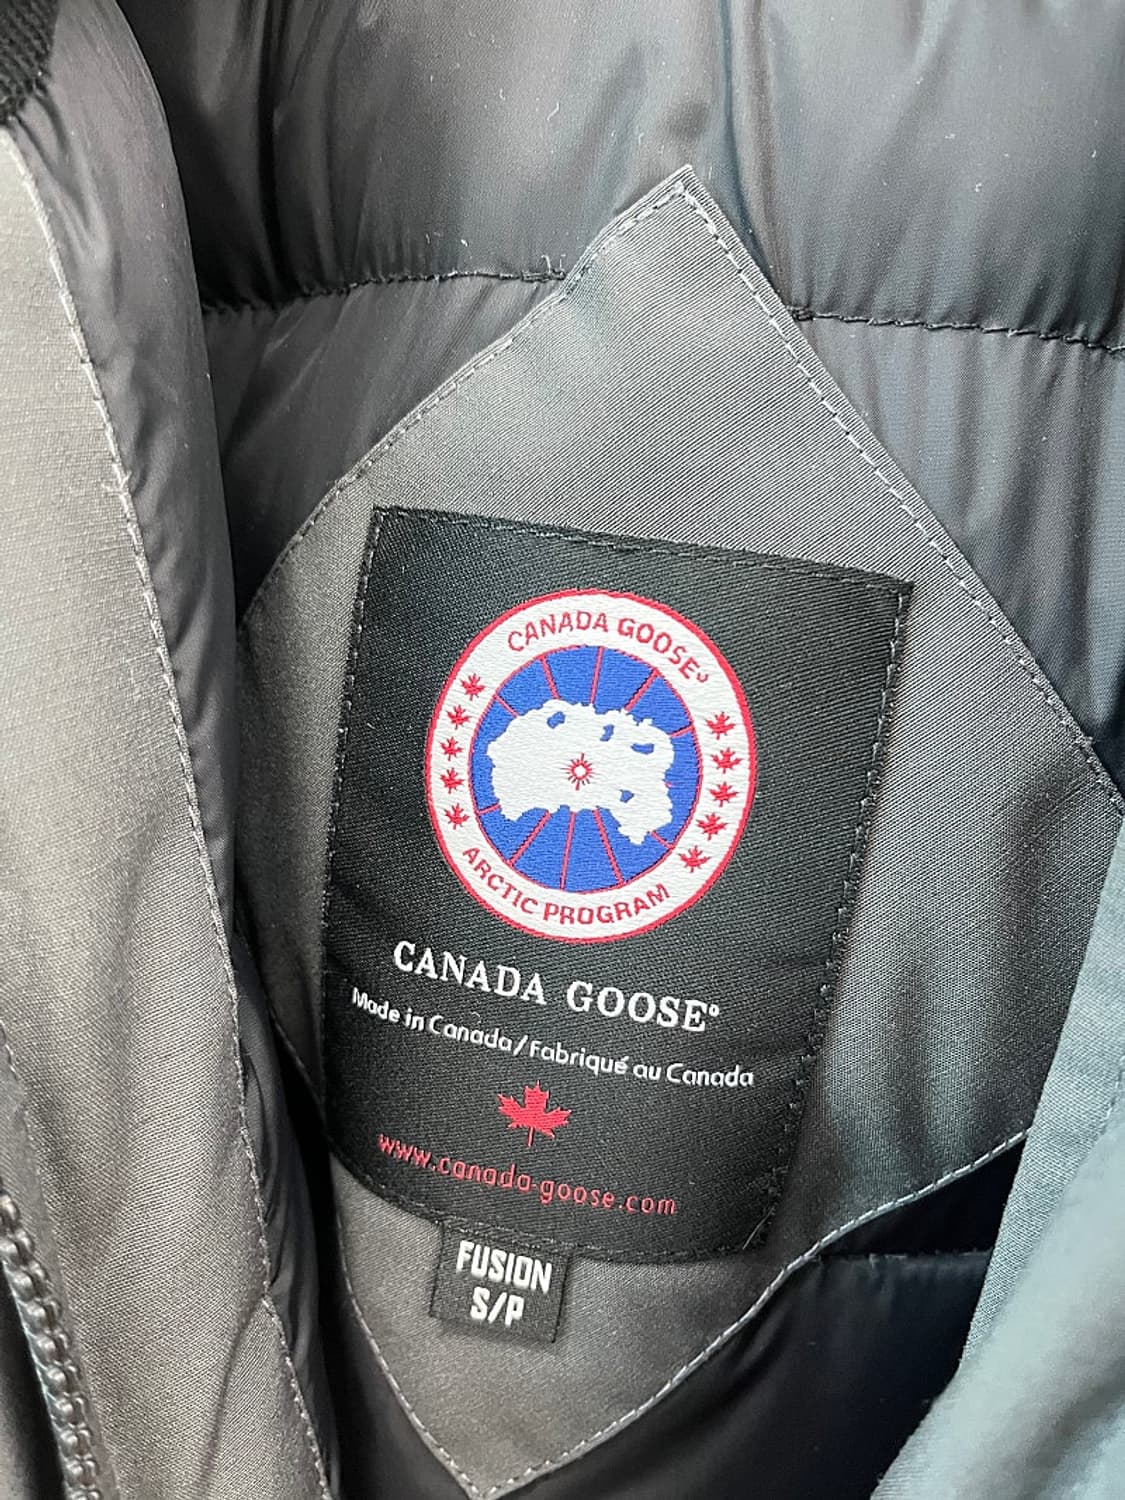 CANADA GOOSE
ARCTIC PROGRAM
CANADA GOOSE
Made in Canada/Fabriqué au Canada
www.canada-goose.com
FUSION
S/P